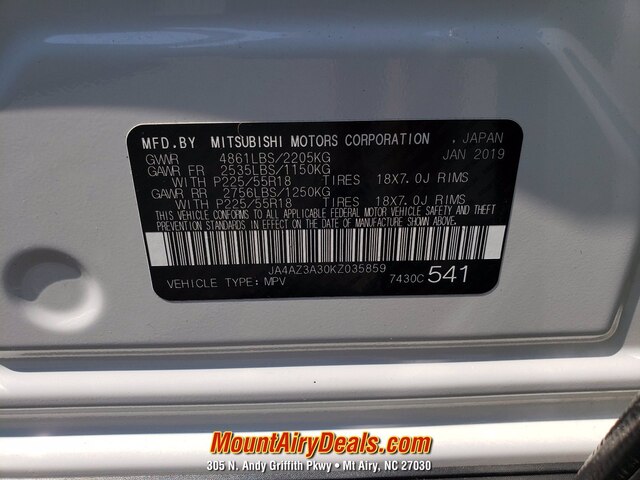 MFD.BY MITSUBISHI MOTORS CORPORATION . JAPAN
GVWR 4861LBS/2205KG JAN 2019
GAWR FR 2535LBS/1150KG
WITH P225/55R18 TIRES 18X7.0J RIMS
GAWR RR 2756LBS/1250KG
WITH P225/55R18 TIRES 18X7.0J RIMS
THIS VEHICLE CONFORMS TO ALL APPLICABLE FEDERAL MOTOR VEHICLE SAFETY AND THEFT
PREVENTION STANDARDS IN EFFECT ON THE DATE OF MANUFACTURE SHOWN ABOVE.
JA4AZ3A30KZ035859
VEHICLE TYPE: MPV 7430C 541
MountAiryDeals.com
305 N. Andy Griffith Pkwy • Mt Airy, NC 27030